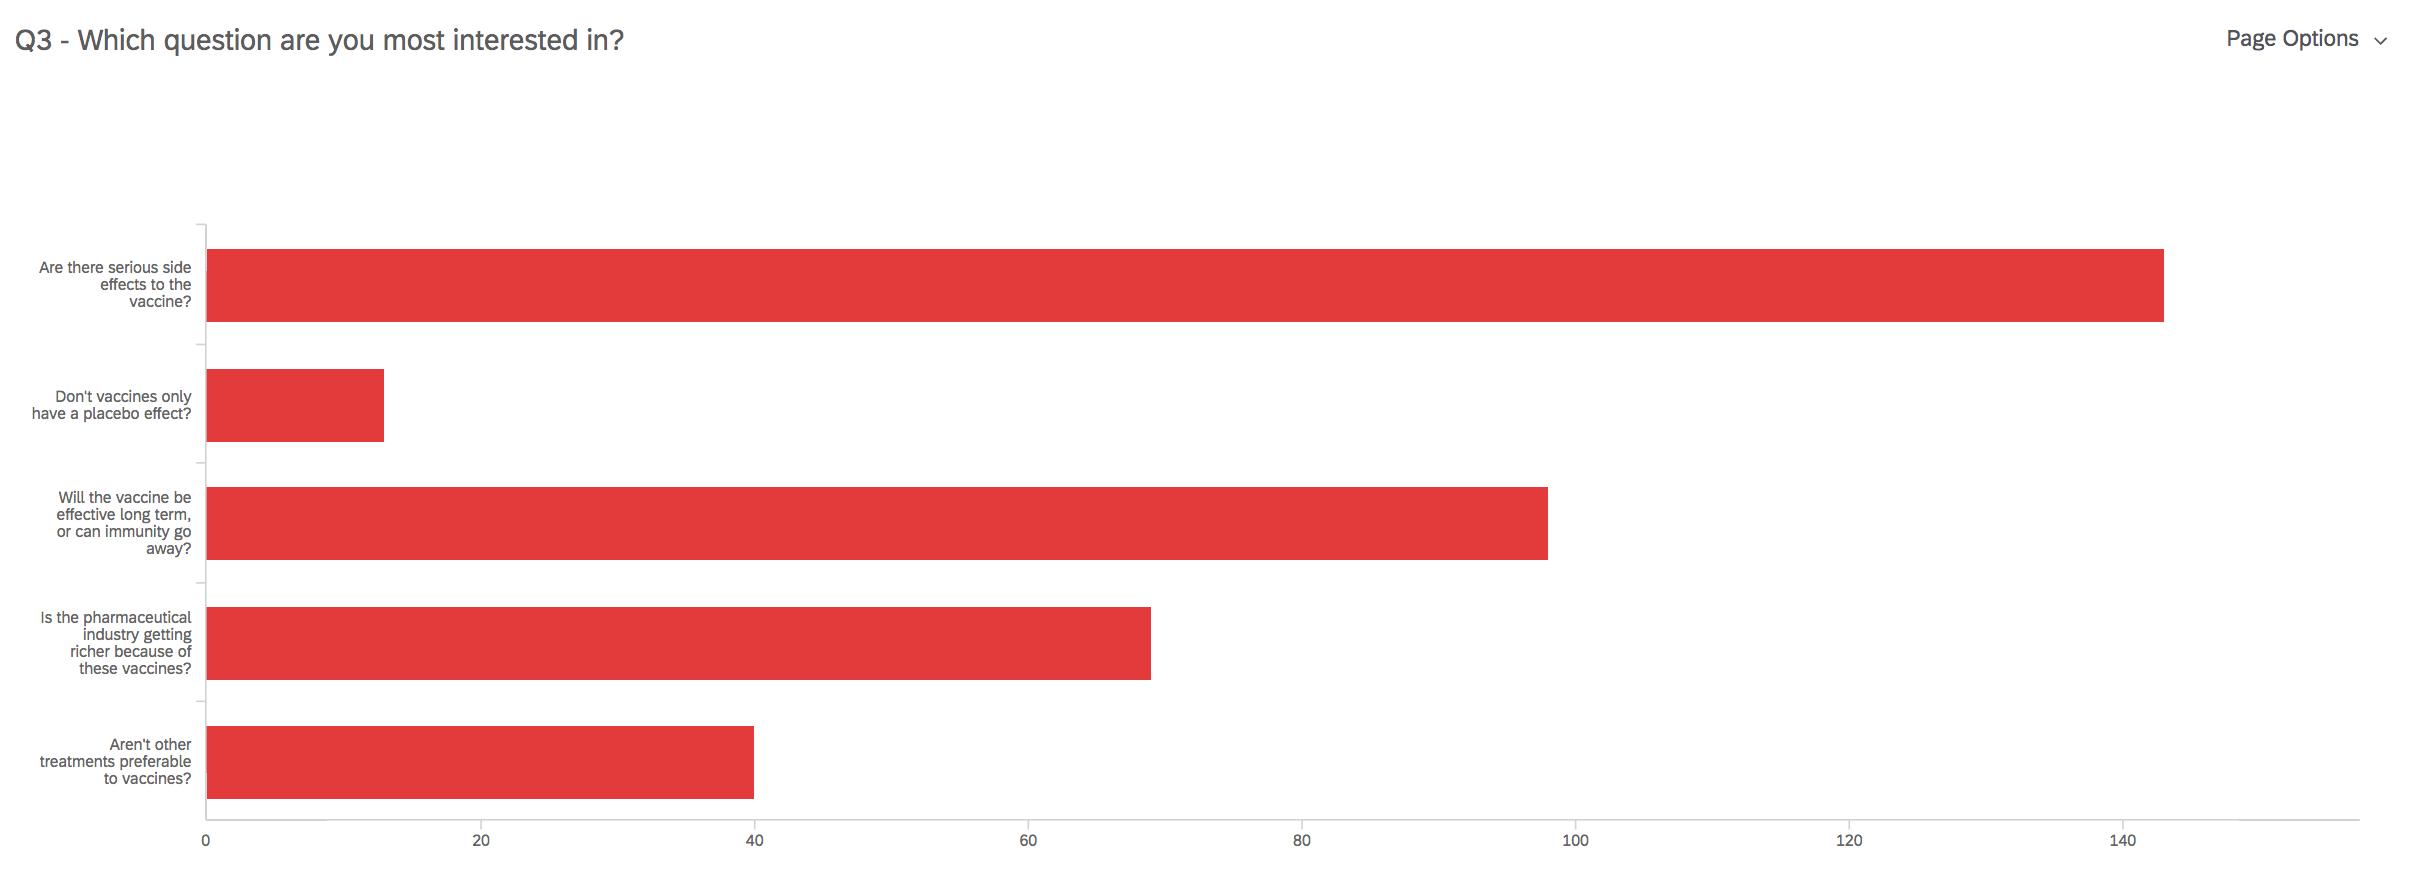 Q3 - Which question are you most interested in?
Page Options
Are there serious side
effects to the
vaccine?
Don't vaccines only
have a placebo effect?
Will the vaccine be
effective long term,
or can immunity go
away?
Is the pharmaceutical
industry getting
richer because of
these vaccines?
Aren't other
treatments preferable
to vaccines?
0 20 40 60 80 100 120 140